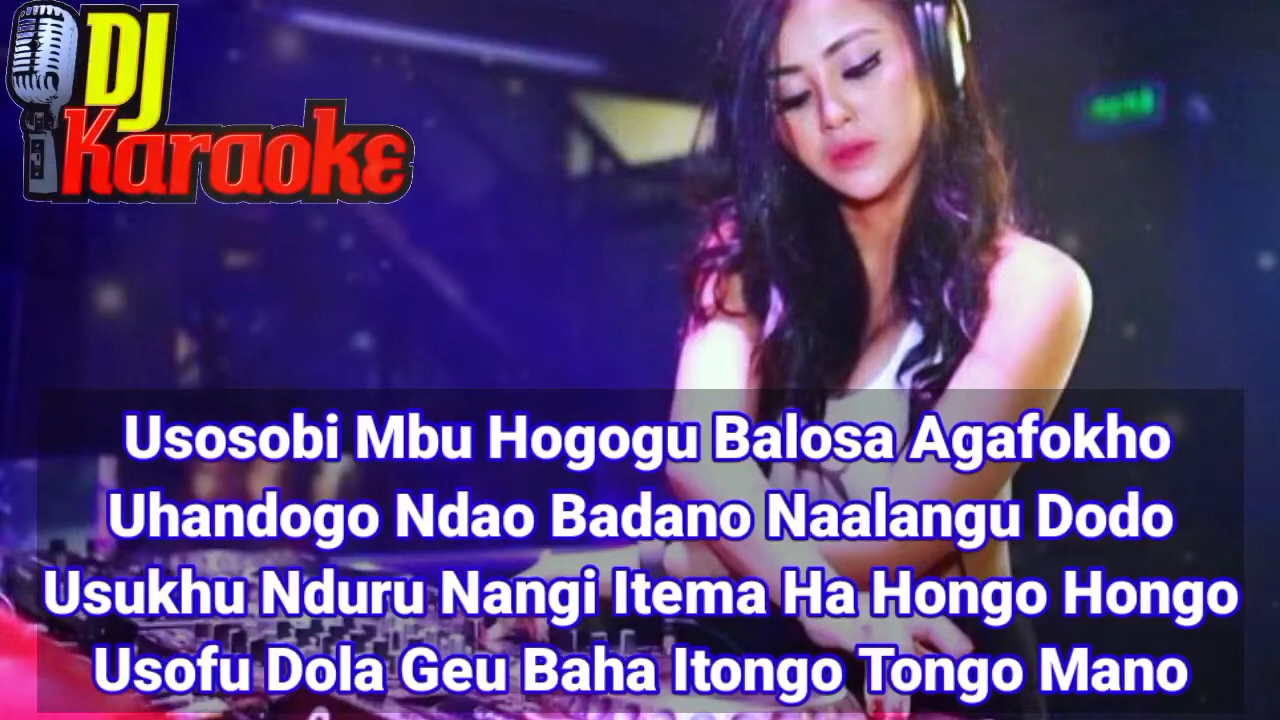 DJ
Karaoke
Usosobi Mbu Hogogu Balosa Agafokho
Uhandogo Ndao Badano Naalangu Dodo
Usukhu Nduru Nangi Itema Ha Hongo Hongo
Usofu Dola Geu Baha Itongo Tongo Mano